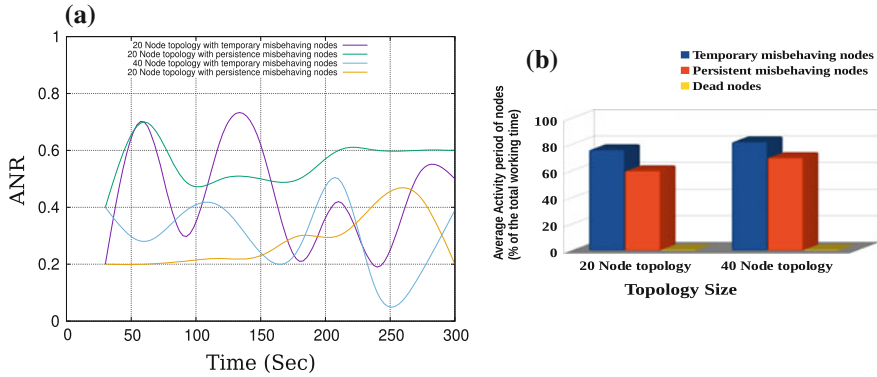 (a)
1
0.8
0.6
0.4
0.2
0
ANR
20 Node topology with temporary misbehaving nodes
20 Node topology with persistence misbehaving nodes
40 Node topology with temporary misbehaving nodes
20 Node topology with persistence misbehaving nodes
0 50 100 150 200 250 300
Time (Sec)
(b)
Temporary misbehaving nodes
Persistent misbehaving nodes
Dead nodes
Average Activity period of nodes
(% of the total working time)
100
80
60
40
20
0
20 Node topology 40 Node topology
Topology Size